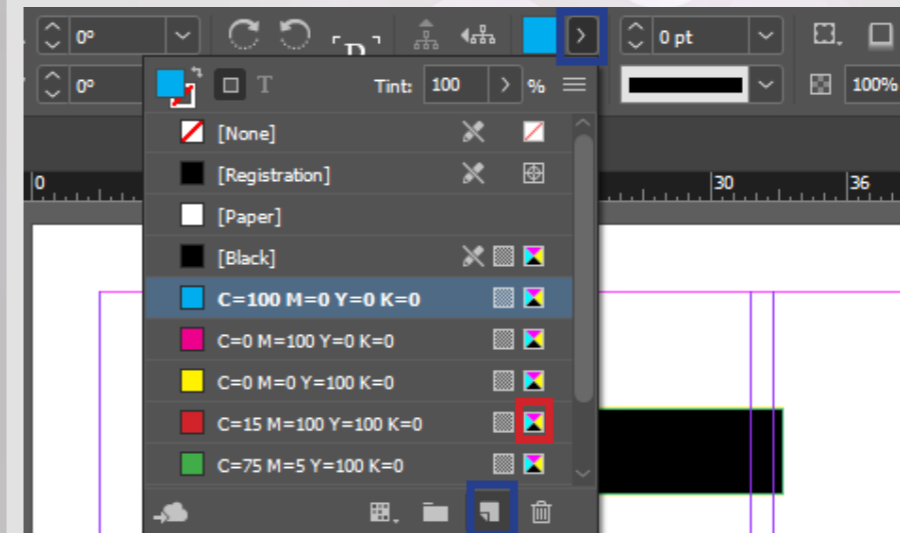 0° 0 pt
0° 100%
T Tint: 100 %
[None]
[Registration]
0 30 36
[Paper]
[Black]
C=100 M=0 Y=0 K=0
C=0 M=100 Y=0 K=0
C=0 M=0 Y=100 K=0
C=15 M=100 Y=100 K=0
C=75 M=5 Y=100 K=0